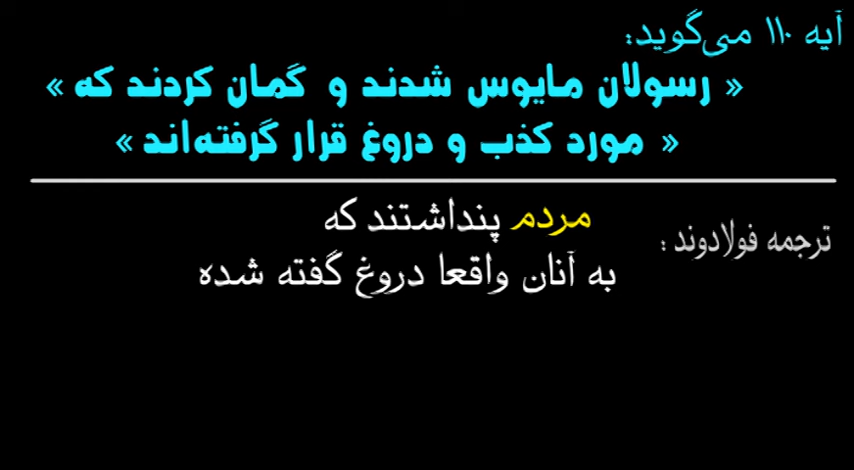 آیه ۱۱۰ می‌گوید:
« رسولان مایوس شدند و گمان کردند که »
« مورد کذب و دروغ قرار گرفته‌اند »
ترجمه فولادوند :
مردم پنداشتند که
به آنان واقعا دروغ گفته شده